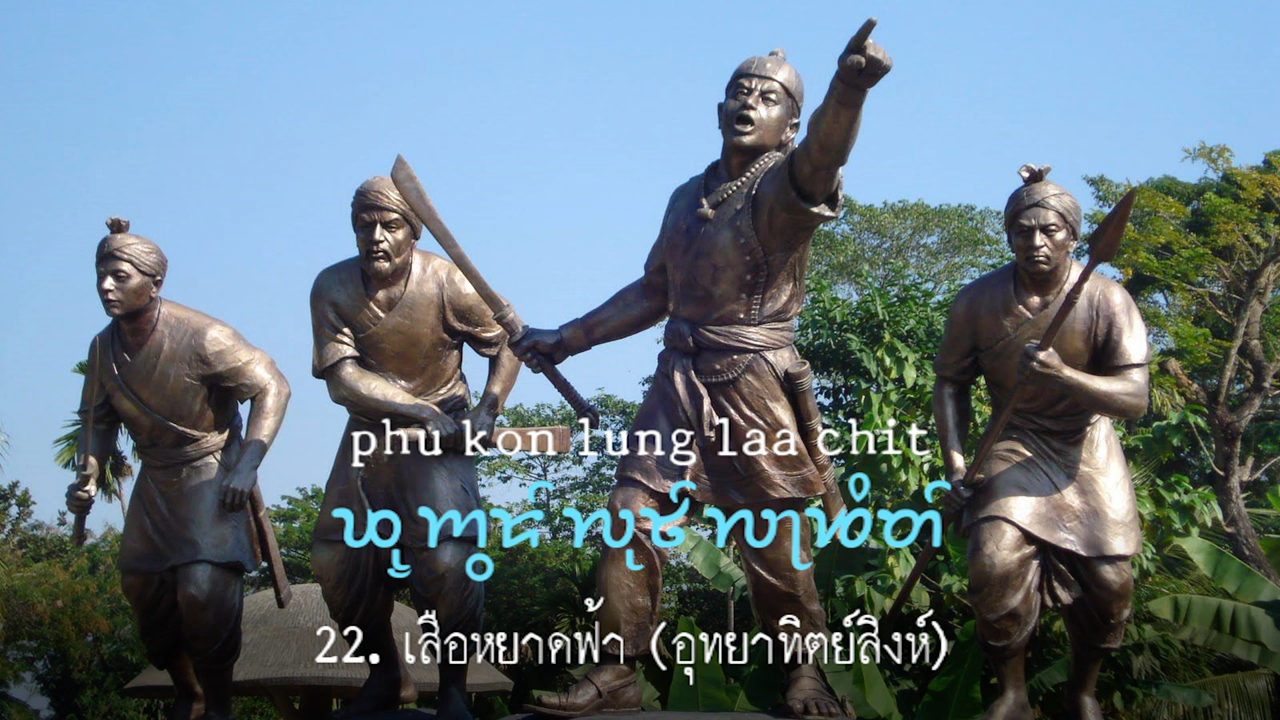 phu kon lung laa chit
22. เสือหยาดฟ้า (อุทยาทิตย์สิงห์)